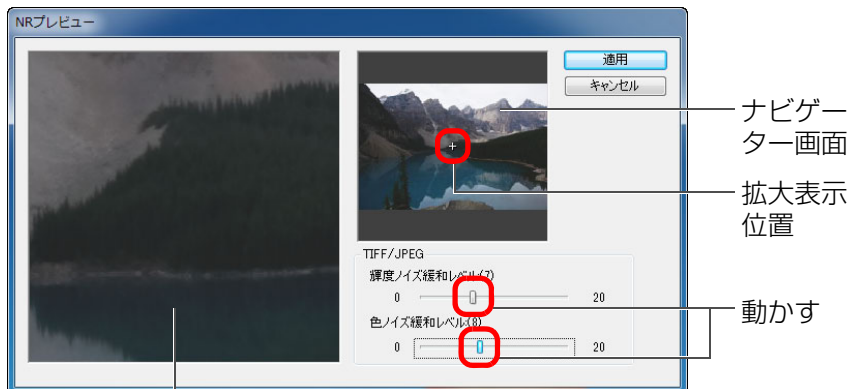 NRプレビュー
適用
キャンセル
ナビゲー
ター画面
拡大表示
位置
TIFF/JPEG
輝度ノイズ緩和レベル:(7)
0 20
色ノイズ緩和レベル:(8)
0 20
動かす